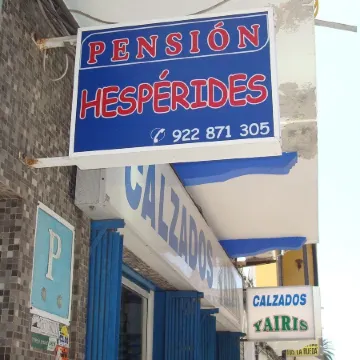 PENSIÓN
HESPÉRIDES
922 871 305
CALZADOS
P
CALZADOS
YAIRIS